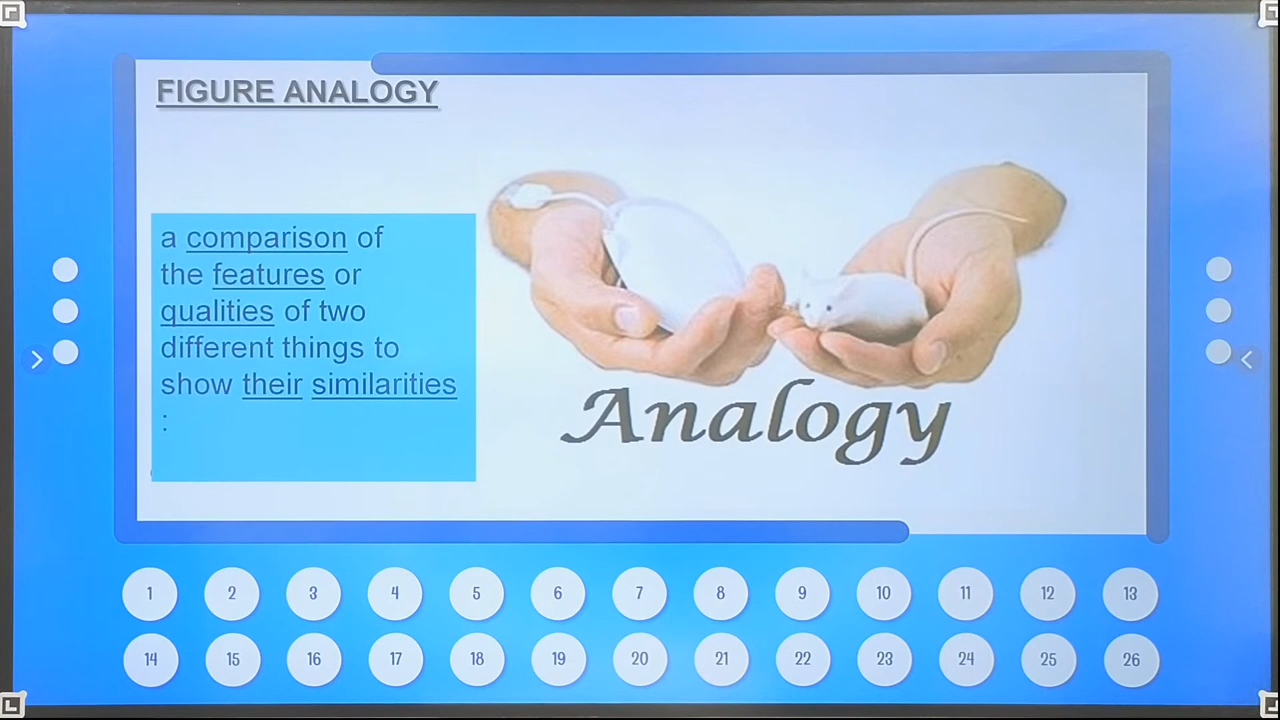 FIGURE ANALOGY
a comparison of
the features or
qualities of two
different things to
show their similarities
:
Analogy
1 2 3 4 5 6 7 8 9 10 11 12 13
14 15 16 17 18 19 20 21 22 23 24 25 26